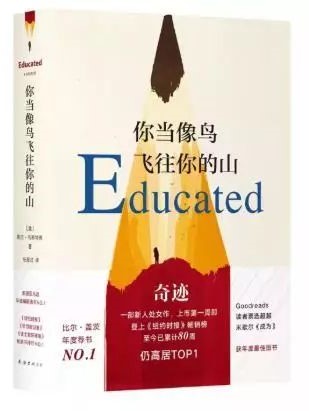 Educated
你当像鸟
飞往你的山
[美]
Educated
你当像鸟
飞往你的山
Educated
奇迹
一部新人处女作，上市第一周即
登上《纽约时报》畅销榜
至今已累计80周
仍高居TOP1
比尔·盖茨
年度荐书
NO.1
Goodreads
读者票选超越
米歇尔《成为》
获年度最佳图书